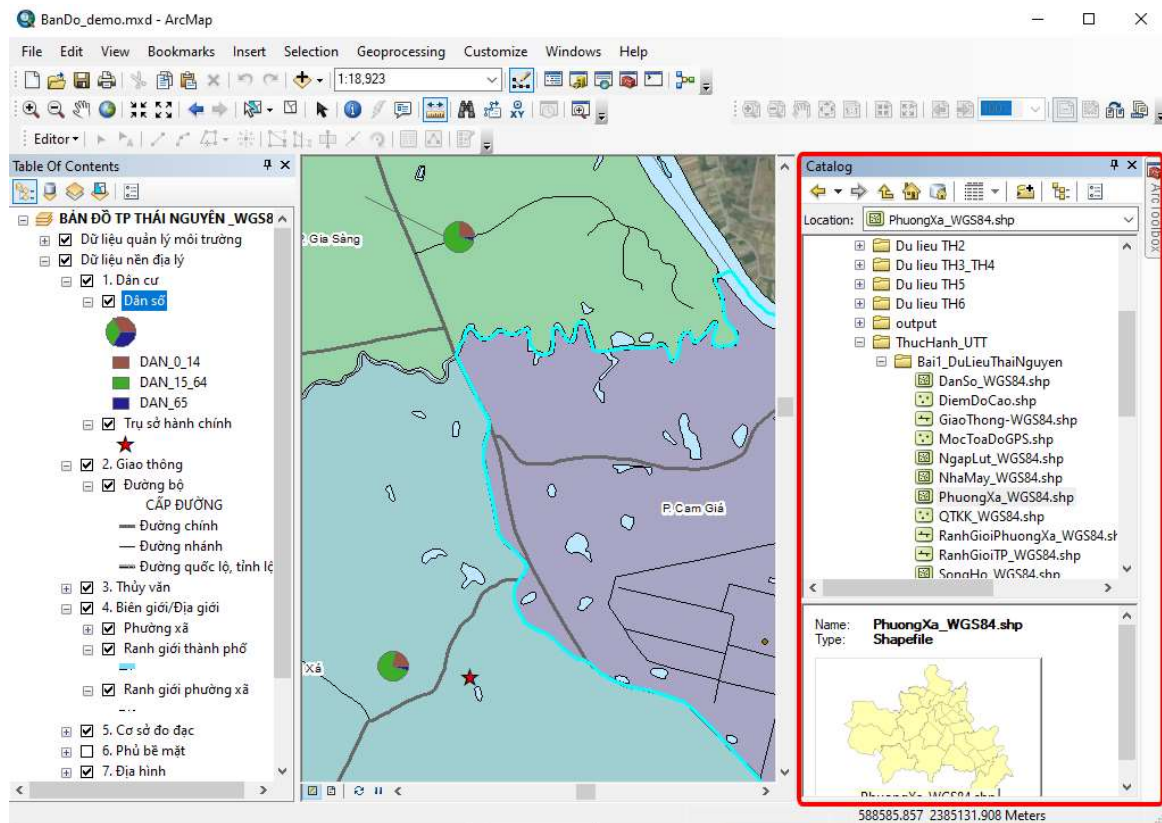 BanDo_demo.mxd - ArcMap
File Edit View Bookmarks Insert Selection Geoprocessing Customize Windows Help
1:18,923
Editor
Table Of Contents
BẢN ĐỒ TP THÁI NGUYÊN _WGS8
Dữ liệu quản lý môi trường
Dữ liệu nền địa lý
1. Dân cư
Dân số
DAN_0_14
DAN_15_64
DAN_65
Trụ sở hành chính
2. Giao thông
Đường bộ
CẤP ĐƯỜNG
Đường chính
Đường nhánh
Đường quốc lộ, tỉnh lộ
3. Thủy văn
4. Biên giới/Địa giới
Phường xã
Ranh giới thành phố
Ranh giới phường xã
5. Cơ sở đo đạc
6. Phủ bề mặt
7. Địa hình
P. Gia Sàng
P. Cam Giá
Xá
Catalog
Location: PhuongXa_WGS84.shp
Du lieu TH2
Du lieu TH3_TH4
Du lieu TH5
Du lieu TH6
output
ThucHanh_UTT
Bai1_DuLieuThaiNguyen
DanSo_WGS84.shp
DiemDoCao.shp
GiaoThong-WGS84.shp
MocToaDoGPS.shp
NgapLut_WGS84.shp
NhaMay_WGS84.shp
PhuongXa_WGS84.shp
QTKK_WGS84.shp
RanhGioiPhuongXa_WGS84.sh
RanhGioiTP_WGS84.shp
SongHo_WGS84.shp
Name: PhuongXa_WGS84.shp
Type: Shapefile
PhuongXa_WGS84.shp
ArcToolbox
588585.857 2385131.908 Meters